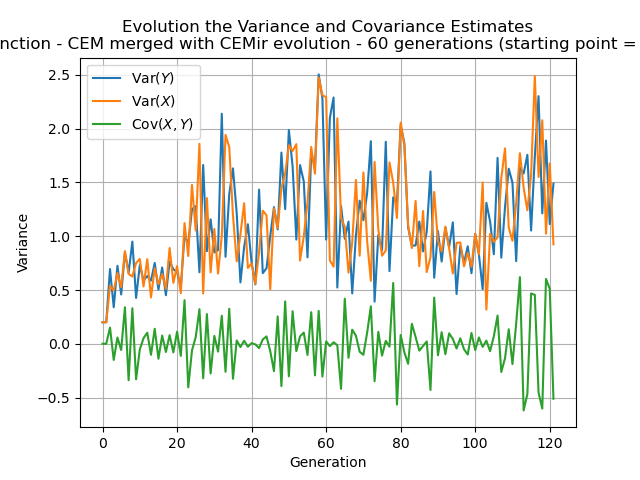 Evolution the Variance and Covariance Estimates
nction - CEM merged with CEMir evolution - 60 generations (starting point =
Var(Y)
Var(X)
Cov(X, Y)
2.5
2.0
1.5
1.0
0.5
0.0
−0.5
Variance
0
20
40
60
80
100
120
Generation